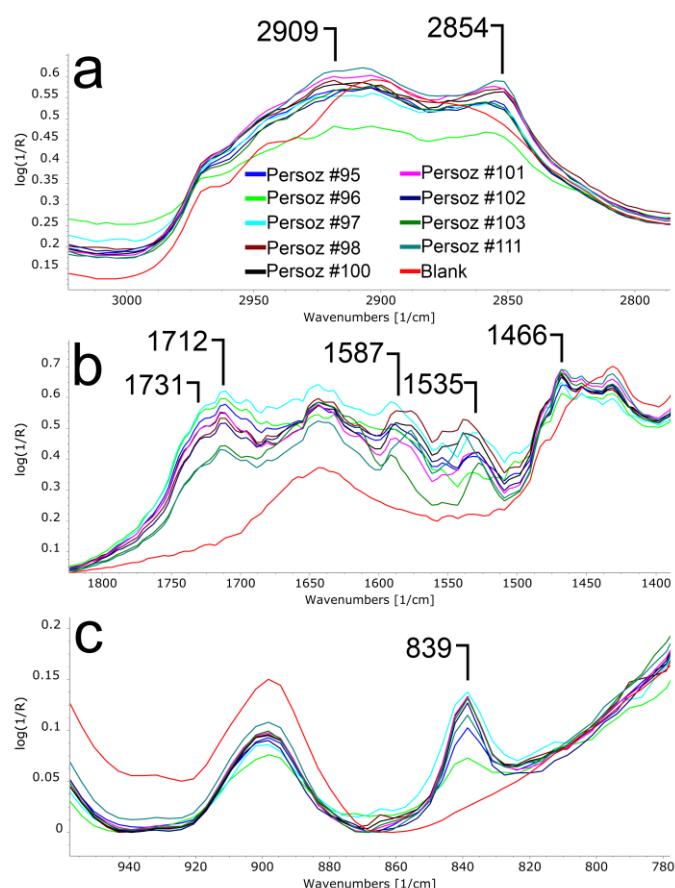 a
2909
2854
log(1/R)
0.6
0.55
0.5
0.45
0.4
0.35
0.3
0.25
0.2
0.15
Persoz #95
Persoz #101
Persoz #96
Persoz #102
Persoz #97
Persoz #103
Persoz #98
Persoz #111
Persoz #100
Blank
3000
2950
2900
2850
2800
Wavenumbers [1/cm]
b
1712
1731
1587
1535
1466
log(1/R)
0.7
0.6
0.5
0.4
0.3
0.2
0.1
1800
1750
1700
1650
1600
1550
1500
1450
1400
Wavenumbers [1/cm]
c
839
log(1/R)
0.2
0.15
0.1
0.05
0
940
920
900
880
860
840
820
800
780
Wavenumbers [1/cm]